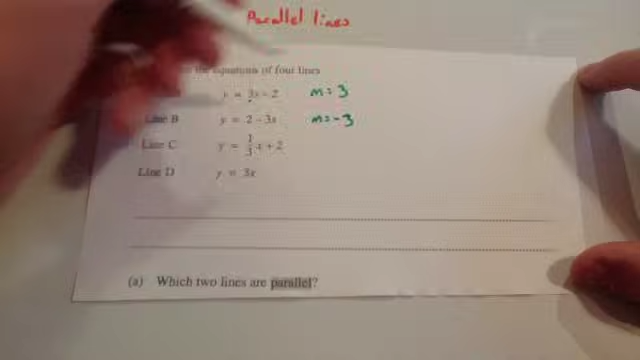 Parallel lines
the equations of four lines
y = 3x - 2 m = 3
Line B y = 2 - 3x m = -3
Line C y = 1/3 x + 2
Line D y = 3x
(a) Which two lines are parallel?